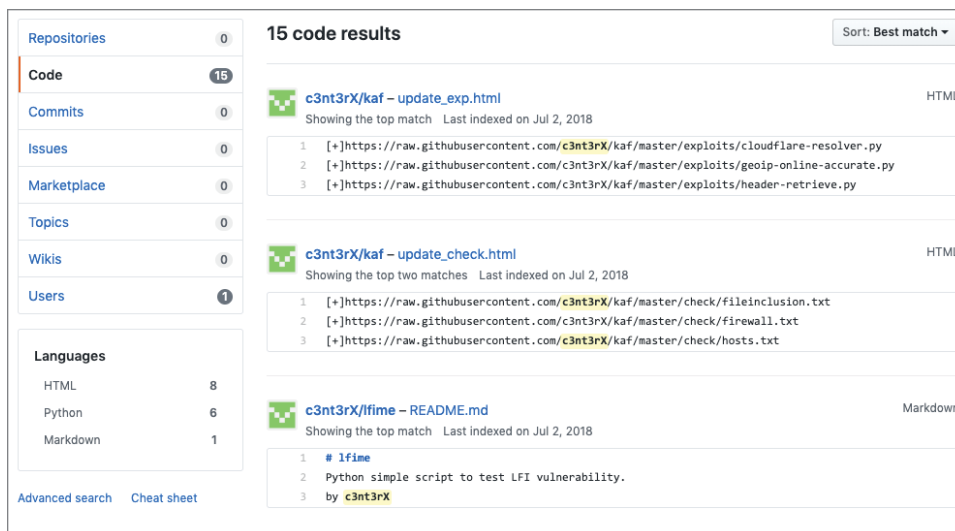 Repositories 0
Code 15
Commits 0
Issues 0
Marketplace 0
Topics 0
Wikis 0
Users 1
Languages
HTML 8
Python 6
Markdown 1
Advanced search Cheat sheet
15 code results
Sort: Best match
c3nt3rX/kaf – update_exp.html HTML
Showing the top match Last indexed on Jul 2, 2018
1 [+]https://raw.githubusercontent.com/c3nt3rX/kaf/master/exploits/cloudflare-resolver.py
2 [+]https://raw.githubusercontent.com/c3nt3rX/kaf/master/exploits/geoip-online-accurate.py
3 [+]https://raw.githubusercontent.com/c3nt3rX/kaf/master/exploits/header-retrieve.py
c3nt3rX/kaf – update_check.html HTML
Showing the top two matches Last indexed on Jul 2, 2018
1 [+]https://raw.githubusercontent.com/c3nt3rX/kaf/master/check/fileinclusion.txt
2 [+]https://raw.githubusercontent.com/c3nt3rX/kaf/master/check/firewall.txt
3 [+]https://raw.githubusercontent.com/c3nt3rX/kaf/master/check/hosts.txt
c3nt3rX/lfime – README.md Markdown
Showing the top match Last indexed on Jul 2, 2018
1 # lfime
2 Python simple script to test LFI vulnerability.
3 by c3nt3rX